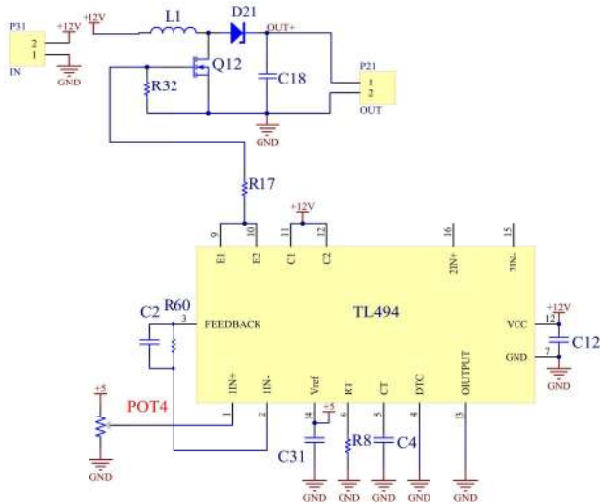 P31
+12V
+12V
L1
D21
OUT+
2
1
IN
GND
Q12
R32
C18
P21
1
2
OUT
GND
R17
+12V
9
10
11
12
16
15
E1
E2
C1
C2
2IN+
2IN-
TL494
C2
R60
3
FEEDBACK
VCC
12
+12V
GND
7
C12
GND
+5
POT4
1IN+
1IN-
Vref
RT
CT
DTC
OIUTPUT
1
2
14
6
5
4
13
+5
C31
R8
C4
GND
GND
GND
GND
GND
GND